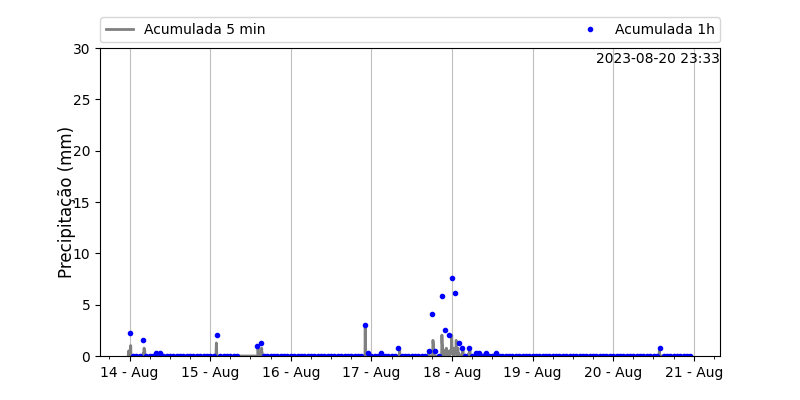 Acumulada 5 min
Acumulada 1h
2023-08-20 23:33
Precipitação (mm)
30
25
20
15
10
5
0
14 - Aug
15 - Aug
16 - Aug
17 - Aug
18 - Aug
19 - Aug
20 - Aug
21 - Aug